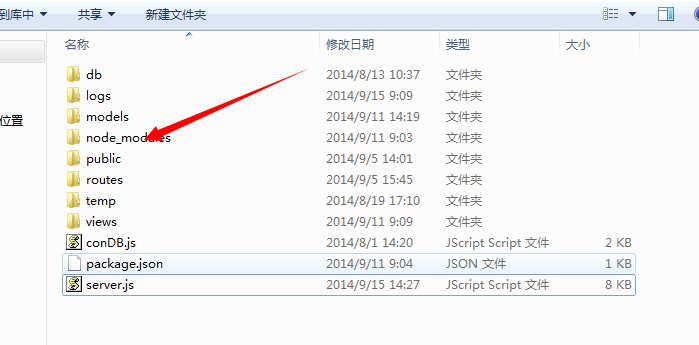 到库中 共享 新建文件夹
名称 修改日期 类型 大小
db 2014/8/13 10:37 文件夹
logs 2014/9/15 9:09 文件夹
models 2014/9/11 14:19 文件夹
位置
node_modules 2014/9/11 9:03 文件夹
public 2014/9/5 14:01 文件夹
routes 2014/9/5 15:45 文件夹
temp 2014/8/19 17:10 文件夹
views 2014/9/11 9:09 文件夹
conDB.js 2014/8/1 14:20 JScript Script 文件 2 KB
package.json 2014/9/11 9:04 JSON 文件 1 KB
server.js 2014/9/15 14:27 JScript Script 文件 8 KB